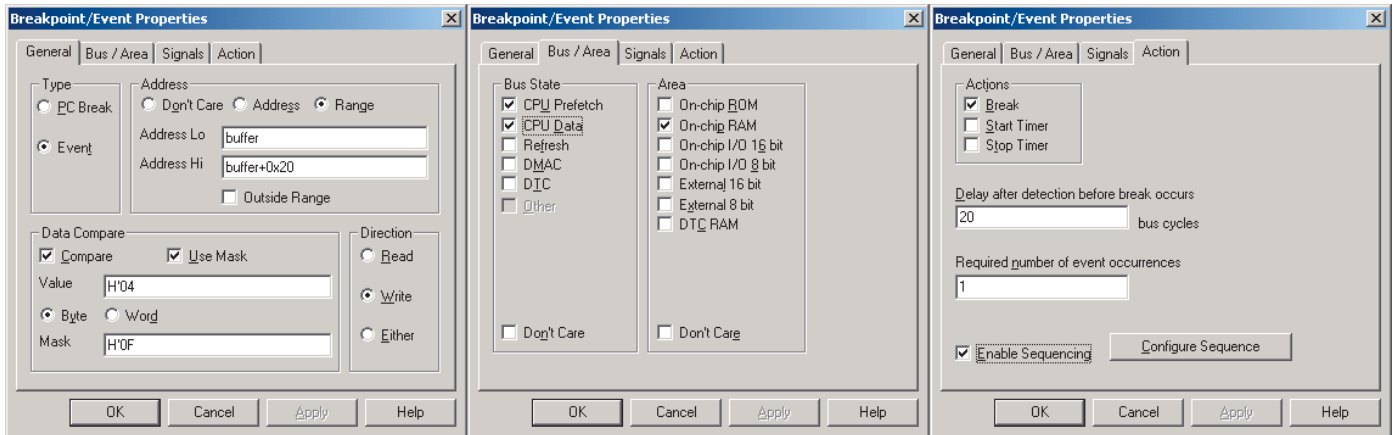 Breakpoint/Event Properties
General Bus / Area Signals Action
Type
PC Break
Event
Address
Don't Care Address Range
Address Lo buffer
Address Hi buffer+0x20
Outside Range
Data Compare
Compare Use Mask
Value H'04
Byte Word
Mask H'0F
Direction
Read
Write
Either
OK Cancel Apply Help
Breakpoint/Event Properties
General Bus / Area Signals Action
Bus State
CPU Prefetch
CPU Data
Refresh
DMAC
DTC
Other
Don't Care
Area
On-chip ROM
On-chip RAM
On-chip I/O 16 bit
On-chip I/O 8 bit
External 16 bit
External 8 bit
DTC RAM
Don't Care
OK Cancel Apply Help
Breakpoint/Event Properties
General Bus / Area Signals Action
Actions
Break
Start Timer
Stop Timer
Delay after detection before break occurs
20 bus cycles
Required number of event occurrences
1
Enable Sequencing Configure Sequence
OK Cancel Apply Help